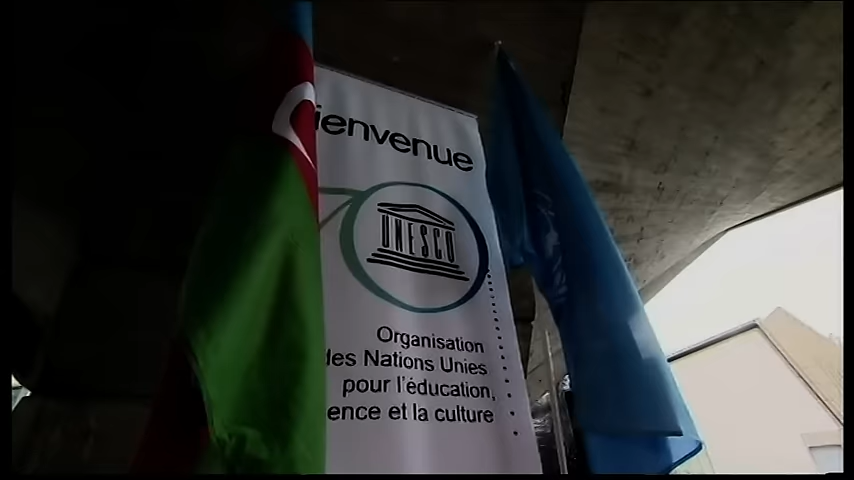 ienvenue
UNESCO
Organisation
des Nations Unies
pour l'éducation,
ence et la culture